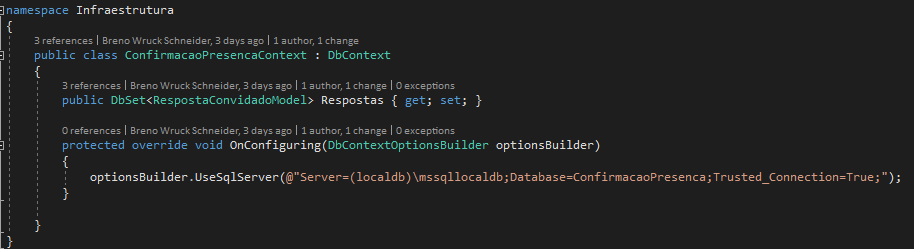 namespace Infraestrutura
{
3 references | Breno Wruck Schneider, 3 days ago | 1 author, 1 change
public class ConfirmacaoPresencaContext : DbContext
{
3 references | Breno Wruck Schneider, 3 days ago | 1 author, 1 change | 0 exceptions
public DbSet<RespostaConvidadoModel> Respostas { get; set; }
0 references | Breno Wruck Schneider, 3 days ago | 1 author, 1 change | 0 exceptions
protected override void OnConfiguring(DbContextOptionsBuilder optionsBuilder)
{
optionsBuilder.UseSqlServer(@"Server=(localdb)\mssqllocaldb;Database=ConfirmacaoPresenca;Trusted_Connection=True;");
}
}
}